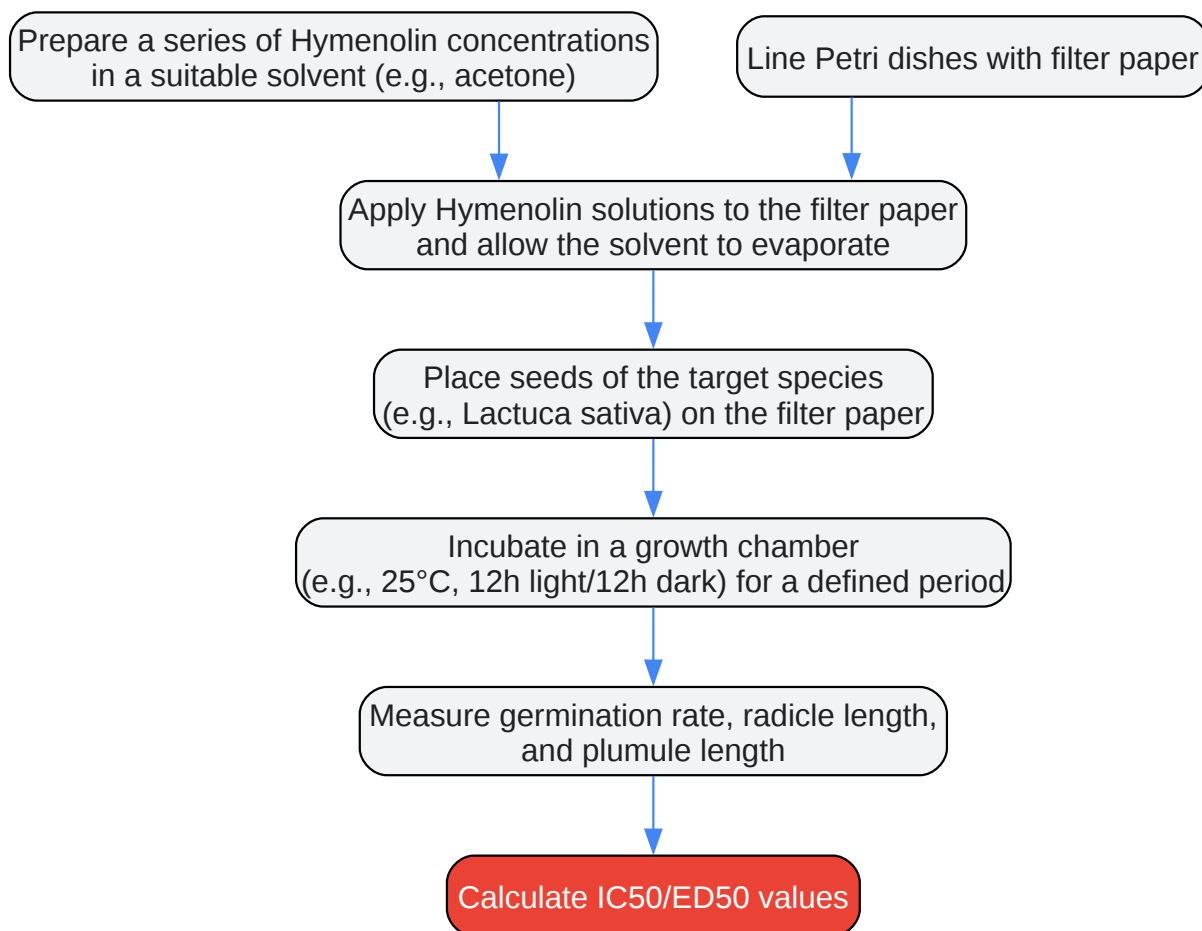 Prepare a series of Hymenolin concentrations
in a suitable solvent (e.g., acetone)
Line Petri dishes with filter paper
Apply Hymenolin solutions to the filter paper
and allow the solvent to evaporate
Place seeds of the target species
(e.g., Lactuca sativa) on the filter paper
Incubate in a growth chamber
(e.g., 25°C, 12h light/12h dark) for a defined period
Measure germination rate, radicle length,
and plumule length
Calculate IC50/ED50 values